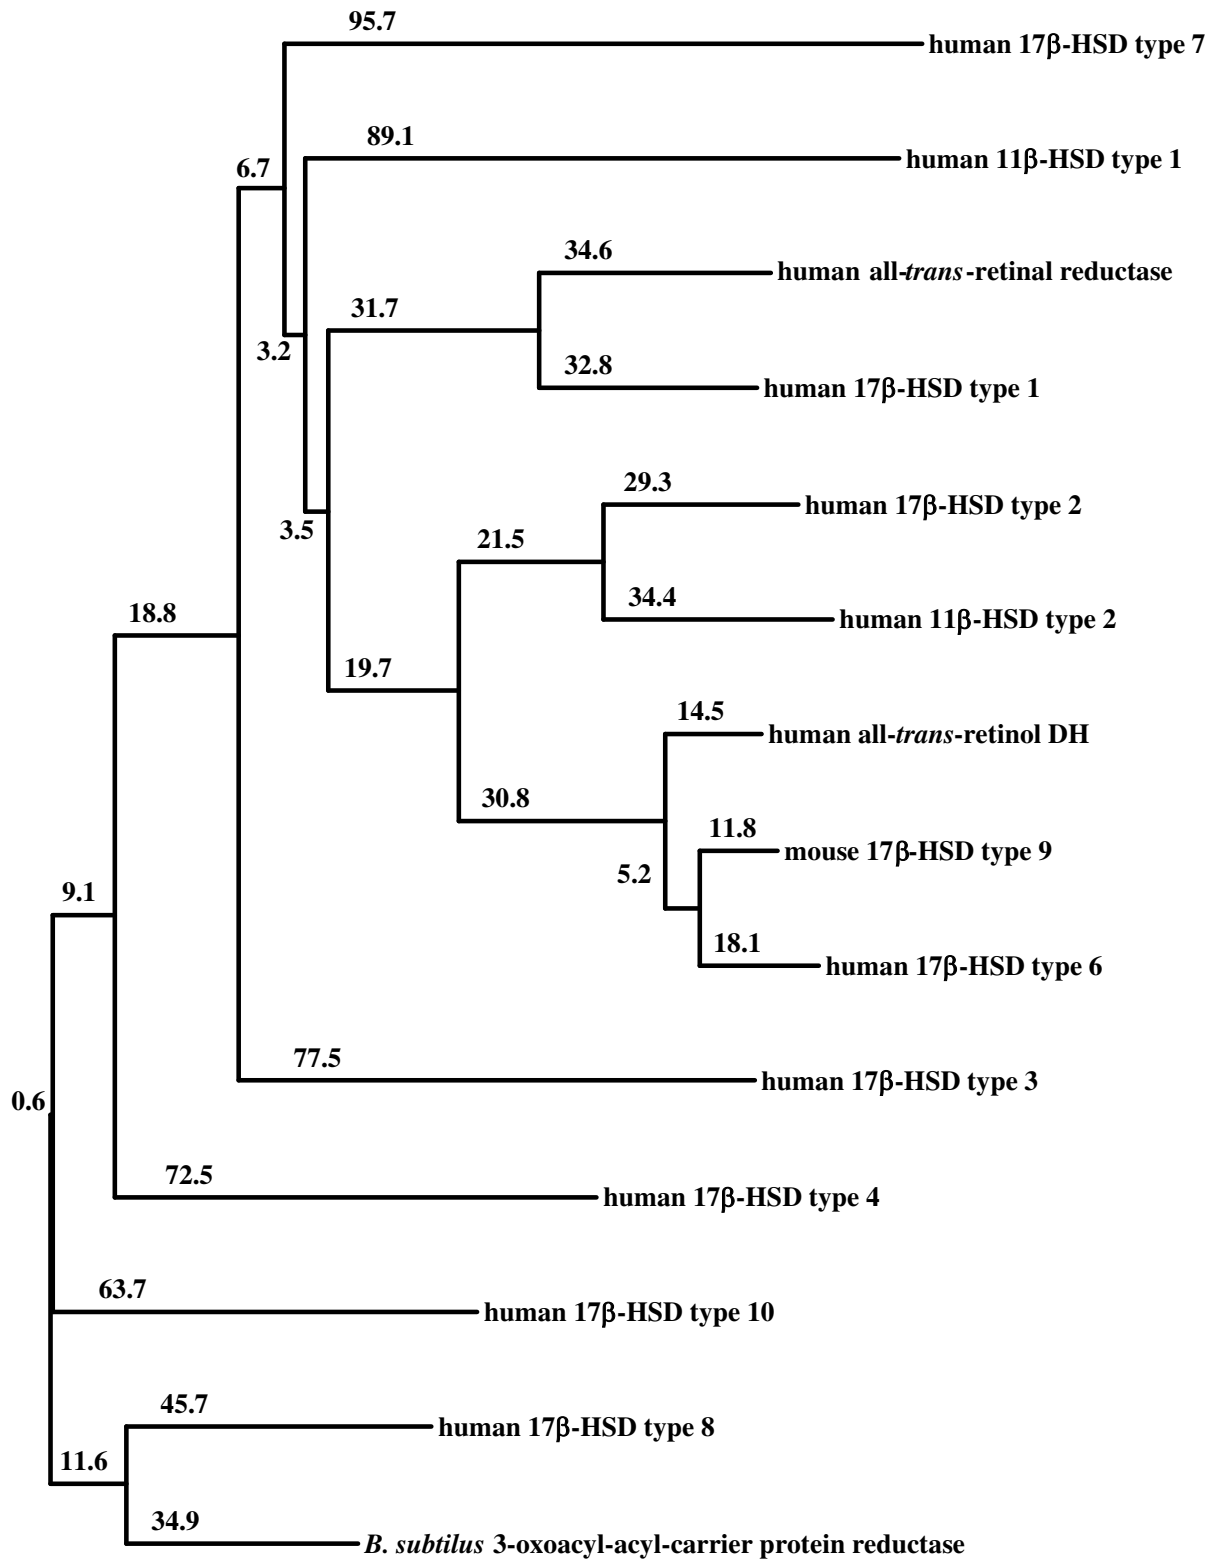 95.7
human 17β-HSD type 7
89.1
human 11β-HSD type 1
6.7
34.6
human all-trans-retinal reductase
31.7
3.2
32.8
human 17β-HSD type 1
29.3
human 17β-HSD type 2
3.5
21.5
34.4
human 11β-HSD type 2
18.8
19.7
14.5
human all-trans-retinol DH
30.8
11.8
mouse 17β-HSD type 9
5.2
9.1
18.1
human 17β-HSD type 6
77.5
human 17β-HSD type 3
0.6
72.5
human 17β-HSD type 4
63.7
human 17β-HSD type 10
45.7
human 17β-HSD type 8
11.6
34.9
B. subtilus 3-oxoacyl-acyl-carrier protein reductase